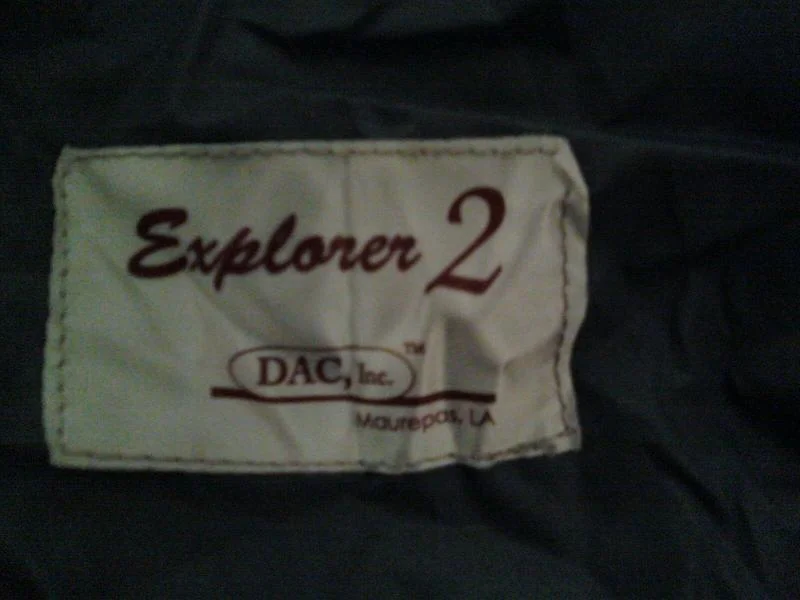 Explorer 2
DAC, Inc.™
Maurepas, LA